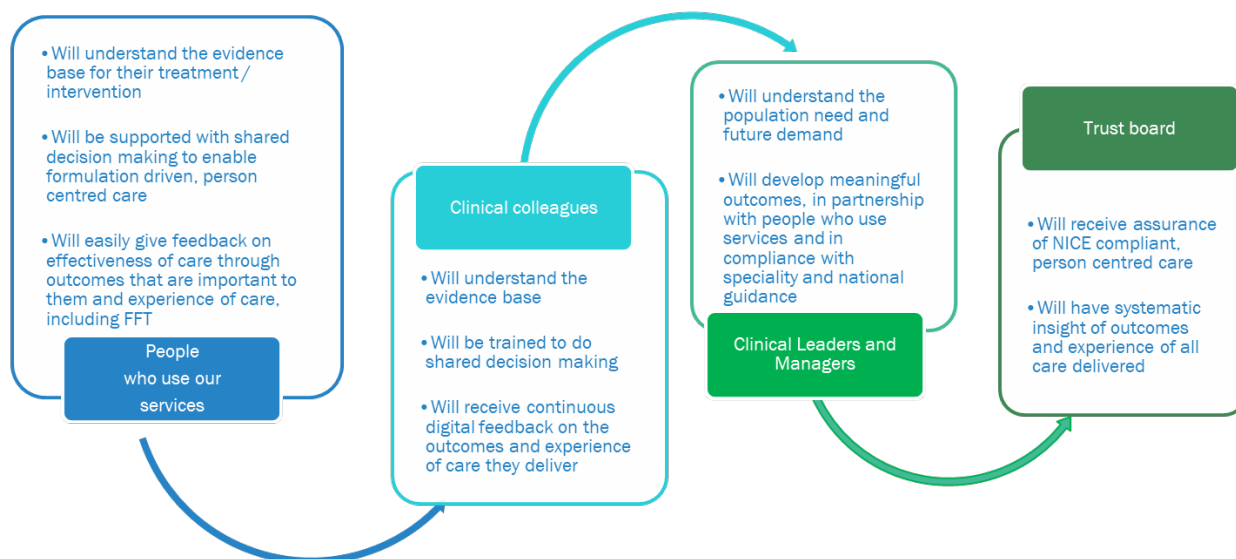 •Will understand the evidence
base for their treatment /
intervention
•Will be supported with shared
decision making to enable
formulation driven, person
centred care
•Will easily give feedback on
effectiveness of care through
outcomes that are important to
them and experience of care,
including FFT
People
who use our
services
Clinical colleagues
•Will understand the
evidence base
•Will be trained to do
shared decision making
•Will receive continuous
digital feedback on the
outcomes and experience
of care they deliver
•Will understand the
population need and
future demand
•Will develop meaningful
outcomes, in partnership
with people who use
services and in
compliance with
speciality and national
guidance
Clinical Leaders and
Managers
Trust board
•Will receive assurance
of NICE compliant,
person centred care
•Will have systematic
insight of outcomes
and experience of all
care delivered